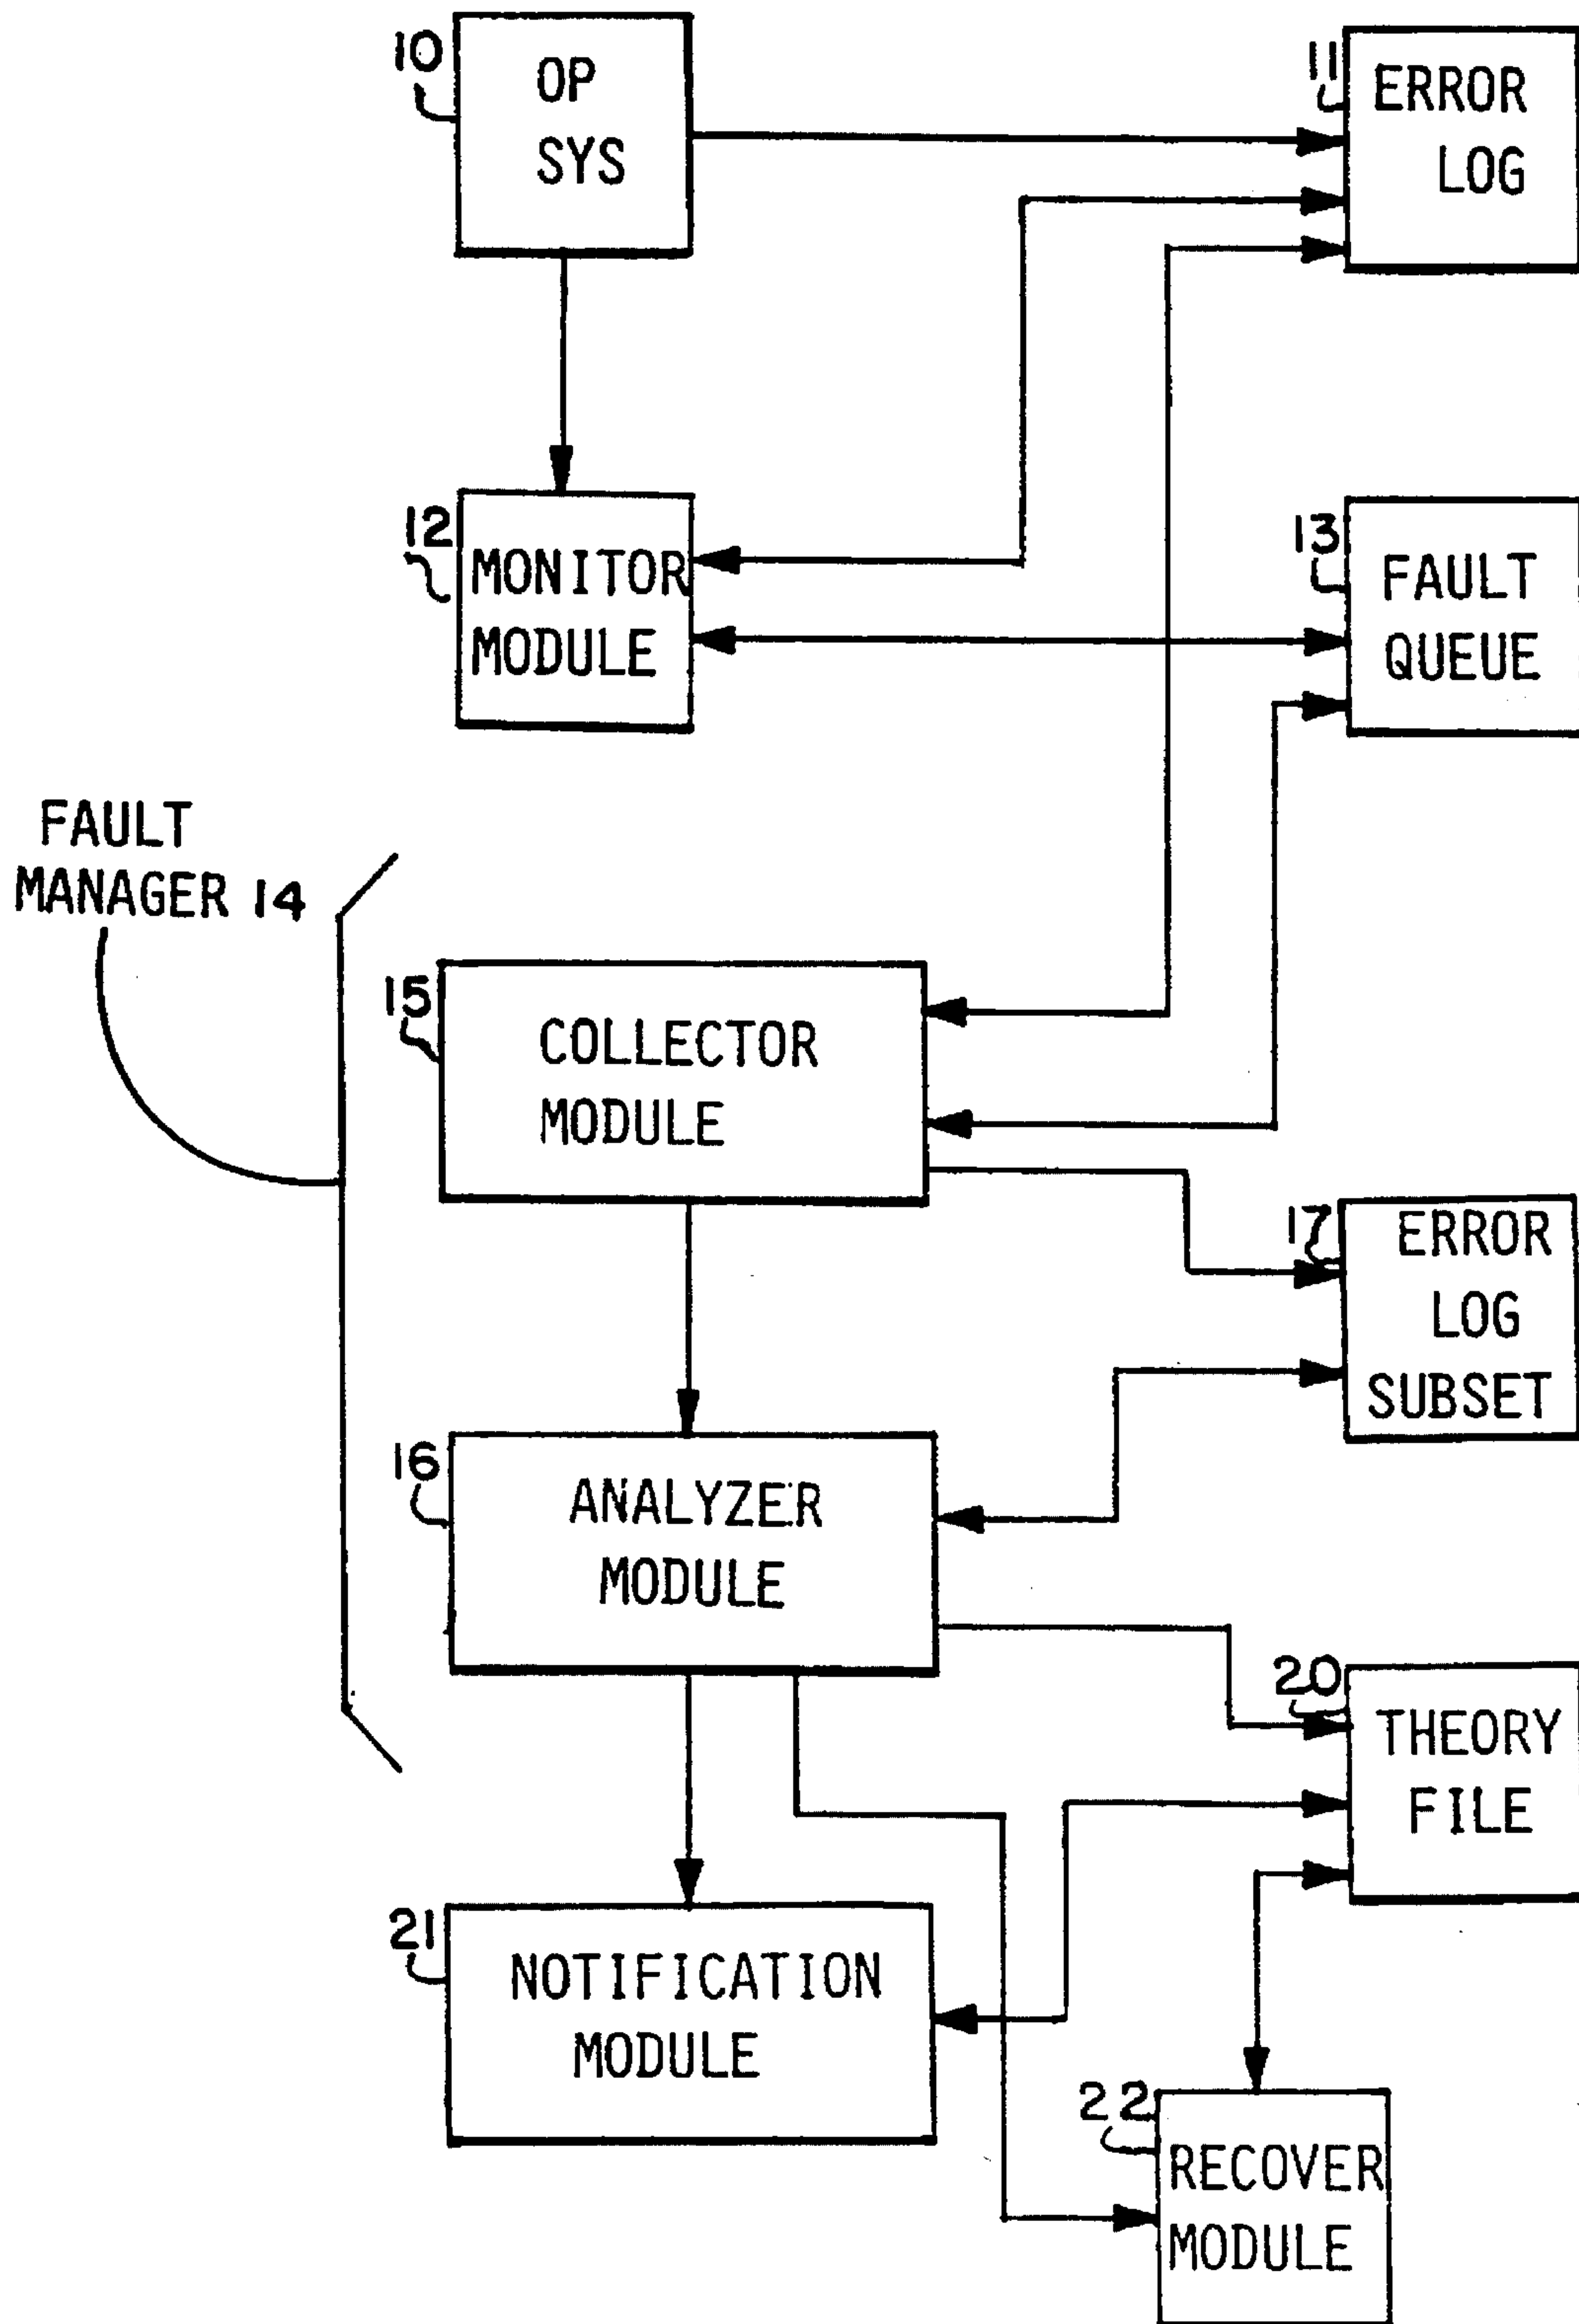 10
OP
SYS
11
ERROR
LOG
12
MONITOR
MODULE
13
FAULT
QUEUE
FAULT
MANAGER 14
15
COLLECTOR
MODULE
17
ERROR
LOG
SUBSET
16
ANALYZER
MODULE
20
THEORY
FILE
21
NOTIFICATION
MODULE
22
RECOVER
MODULE